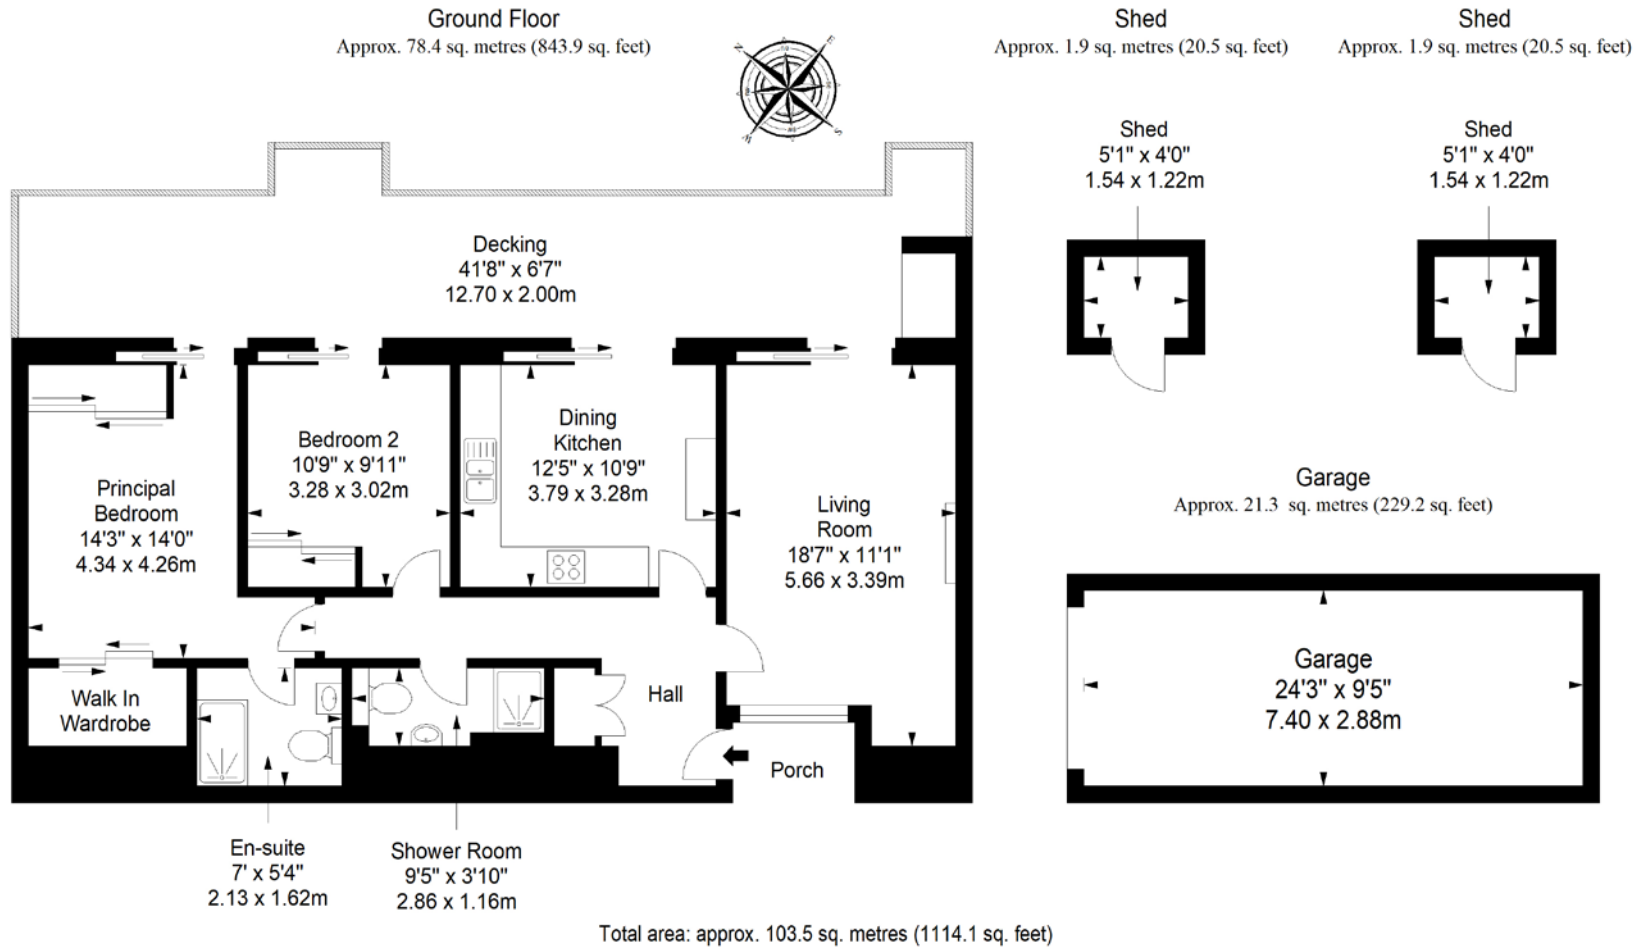 Ground Floor
Approx. 78.4 sq. metres (843.9 sq. feet)
Shed
Approx. 1.9 sq. metres (20.5 sq. feet)
Shed
Approx. 1.9 sq. metres (20.5 sq. feet)
N
E
S
W
Shed
5'1" x 4'0"
1.54 x 1.22m
Shed
5'1" x 4'0"
1.54 x 1.22m
Decking
41'8" x 6'7"
12.70 x 2.00m
Principal
Bedroom
14'3" x 14'0"
4.34 x 4.26m
Bedroom 2
10'9" x 9'11"
3.28 x 3.02m
Dining
Kitchen
12'5" x 10'9"
3.79 x 3.28m
Living
Room
18'7" x 11'1"
5.66 x 3.39m
Garage
Approx. 21.3 sq. metres (229.2 sq. feet)
Garage
24'3" x 9'5"
7.40 x 2.88m
Walk In
Wardrobe
Hall
Porch
En-suite
7' x 5'4"
2.13 x 1.62m
Shower Room
9'5" x 3'10"
2.86 x 1.16m
Total area: approx. 103.5 sq. metres (1114.1 sq. feet)